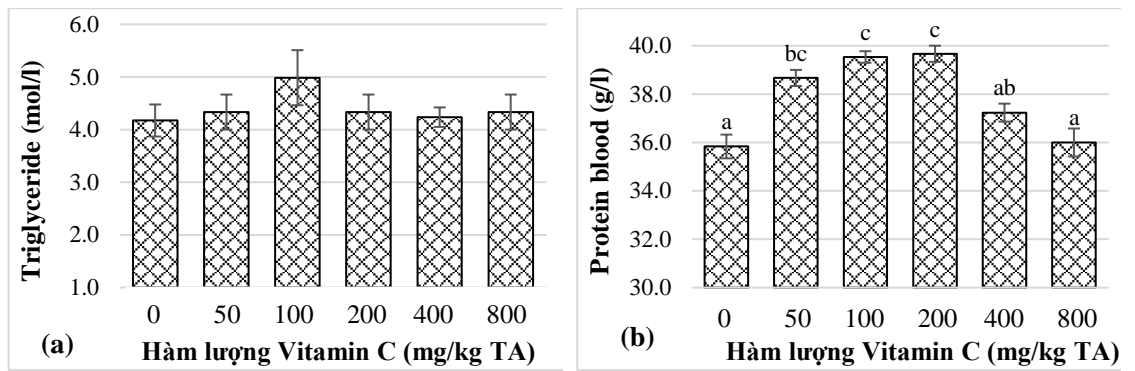 Triglyceride (mol/l)
6.0
5.0
4.0
3.0
2.0
1.0
0 50 100 200 400 800
(a)
Hàm lượng Vitamin C (mg/kg TA)
Protein blood (g/l)
40.0
38.0
36.0
34.0
32.0
30.0
a bc c c ab a
0 50 100 200 400 800
(b)
Hàm lượng Vitamin C (mg/kg TA)